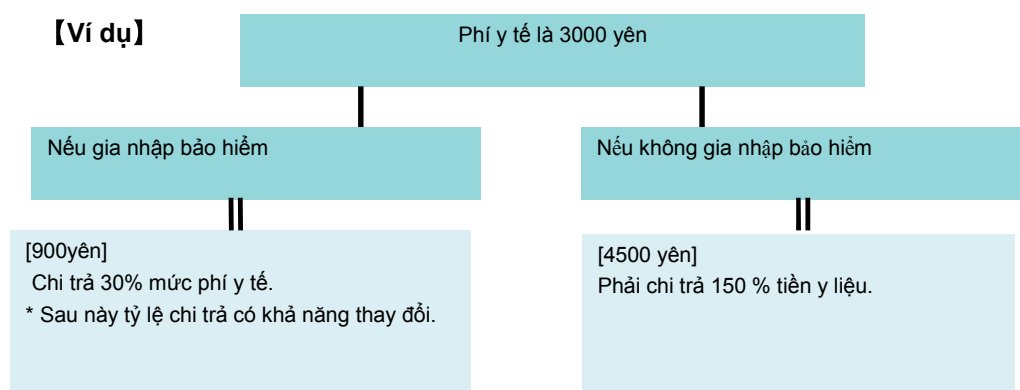 【Ví dụ】
Phí y tế là 3000 yên
Nếu gia nhập bảo hiểm
Nếu không gia nhập bảo hiểm
[900yên]
Chi trả 30% mức phí y tế.
* Sau này tỷ lệ chi trả có khả năng thay đổi.
[4500 yên]
Phải chi trả 150 % tiền y liệu.